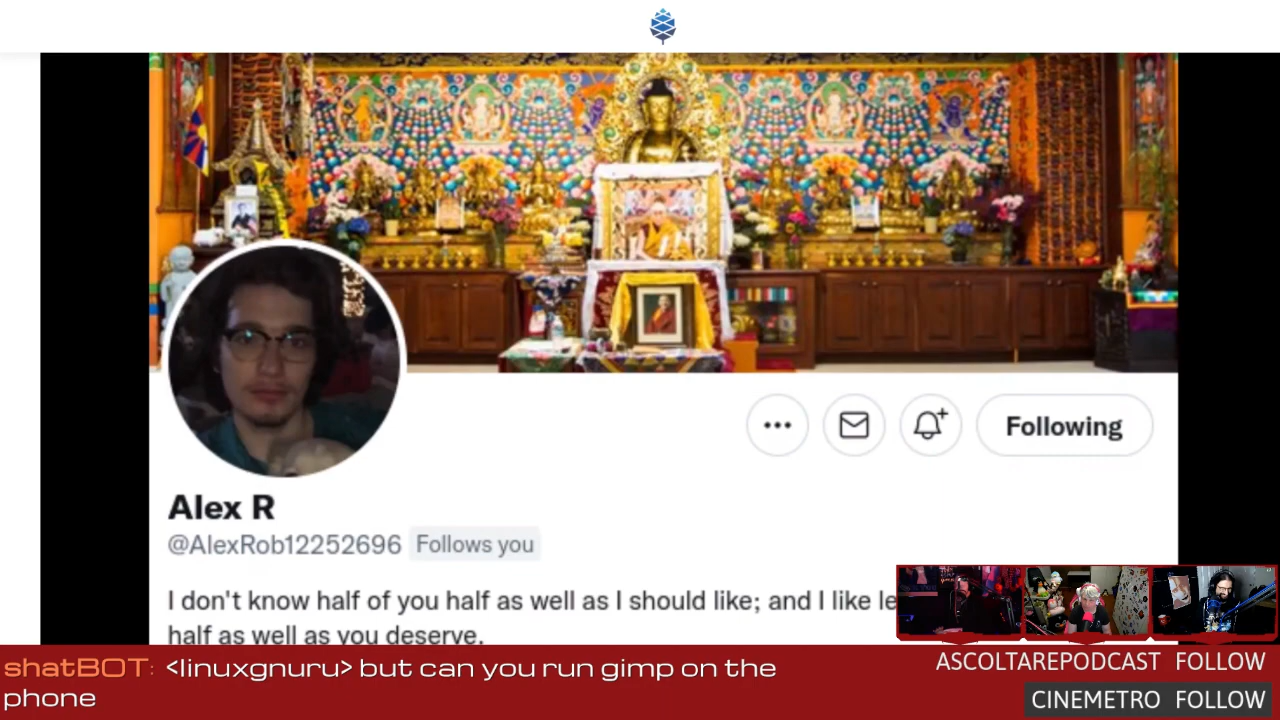 Following
Alex R
@AlexRob12252696 Follows you
I don't know half of you half as well as I should like; and I like le
half as well as you deserve.
shatBOT: <linuxgnuru> but can you run gimp on the
phone
ASCOLTAREPODCAST FOLLOW
CINEMETRO FOLLOW